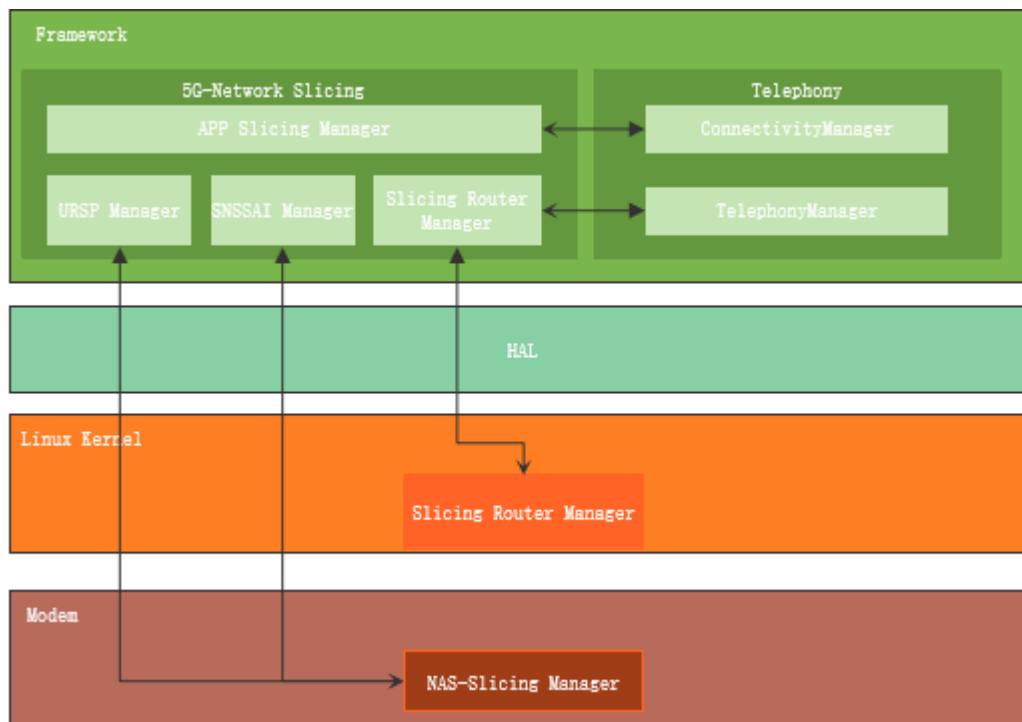 Framework
5G-Network Slicing
Telephony
APP Slicing Manager
ConnectivityManager
URSP Manager
SNSSAI Manager
Slicing Router
Manager
TelephonyManager
HAL
Linux Kernel
Slicing Router Manager
Modem
NAS-Slicing Manager